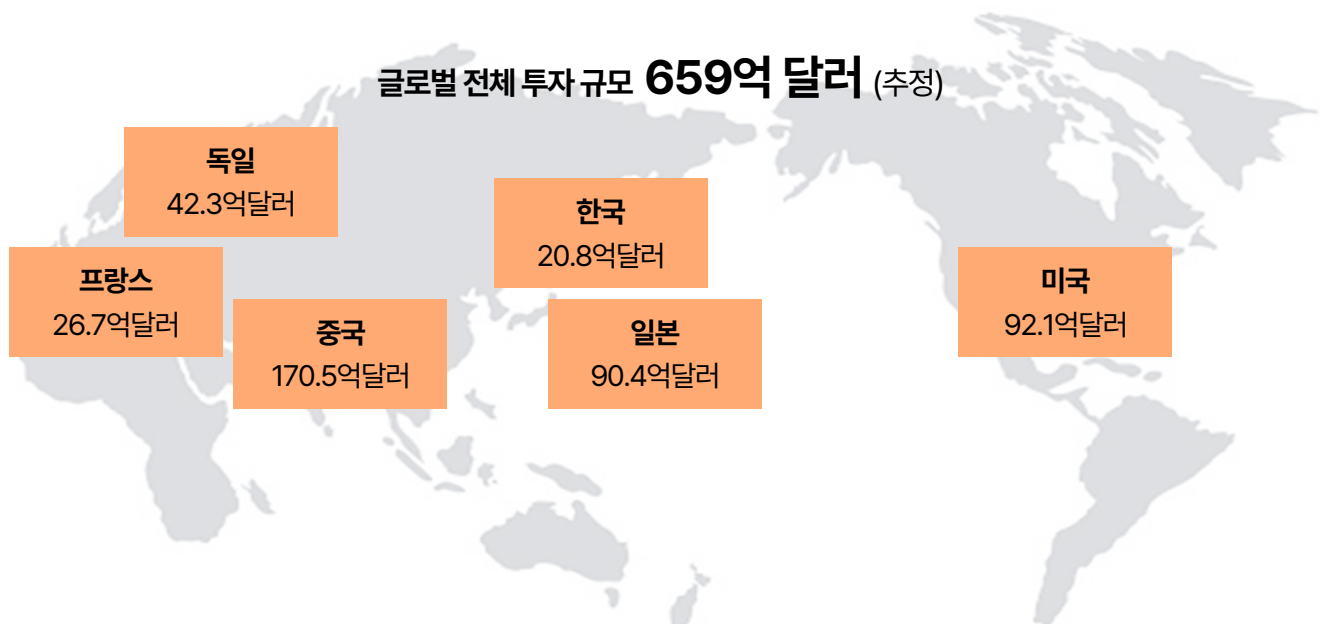 글로벌 전체 투자 규모 659억 달러 (추정)
독일
42.3억달러
한국
20.8억달러
프랑스
26.7억달러
미국
92.1억달러
중국
170.5억달러
일본
90.4억달러